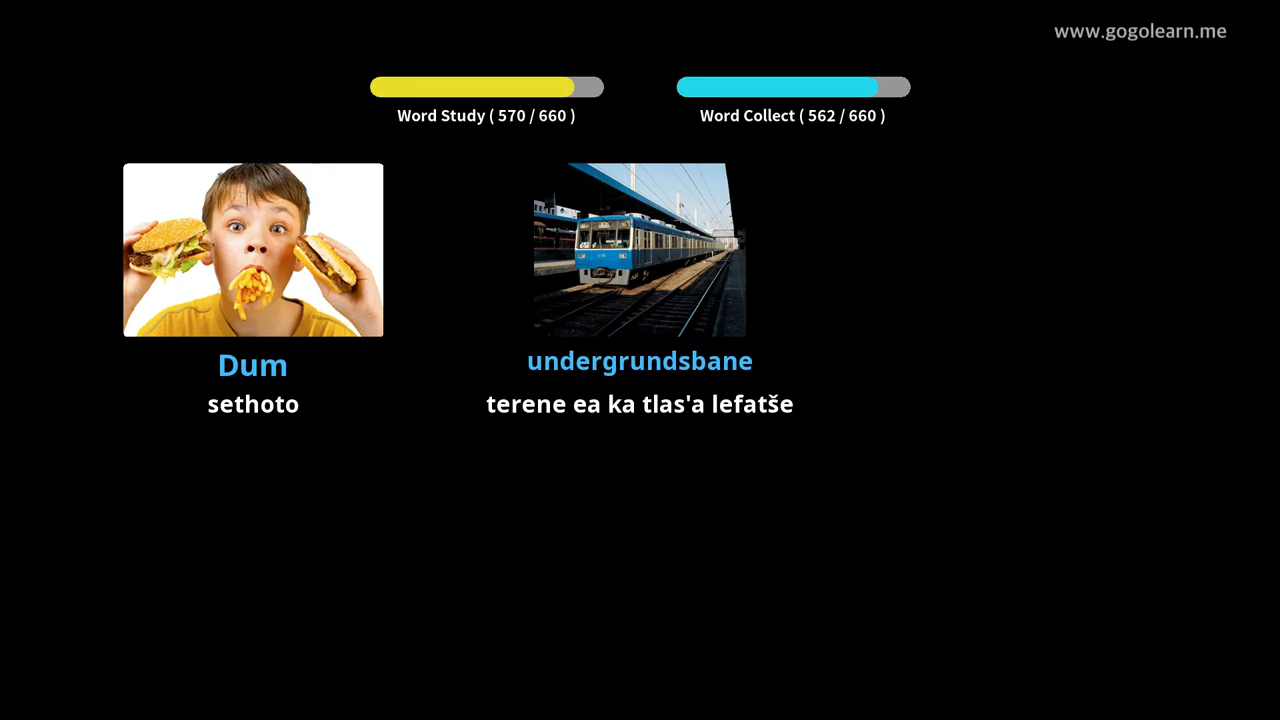 www.gogolearn.me
Word Study ( 570 / 660 )
Word Collect ( 562 / 660 )
Dum
sethoto
undergrundsbane
terene ea ka tlas'a lefatše